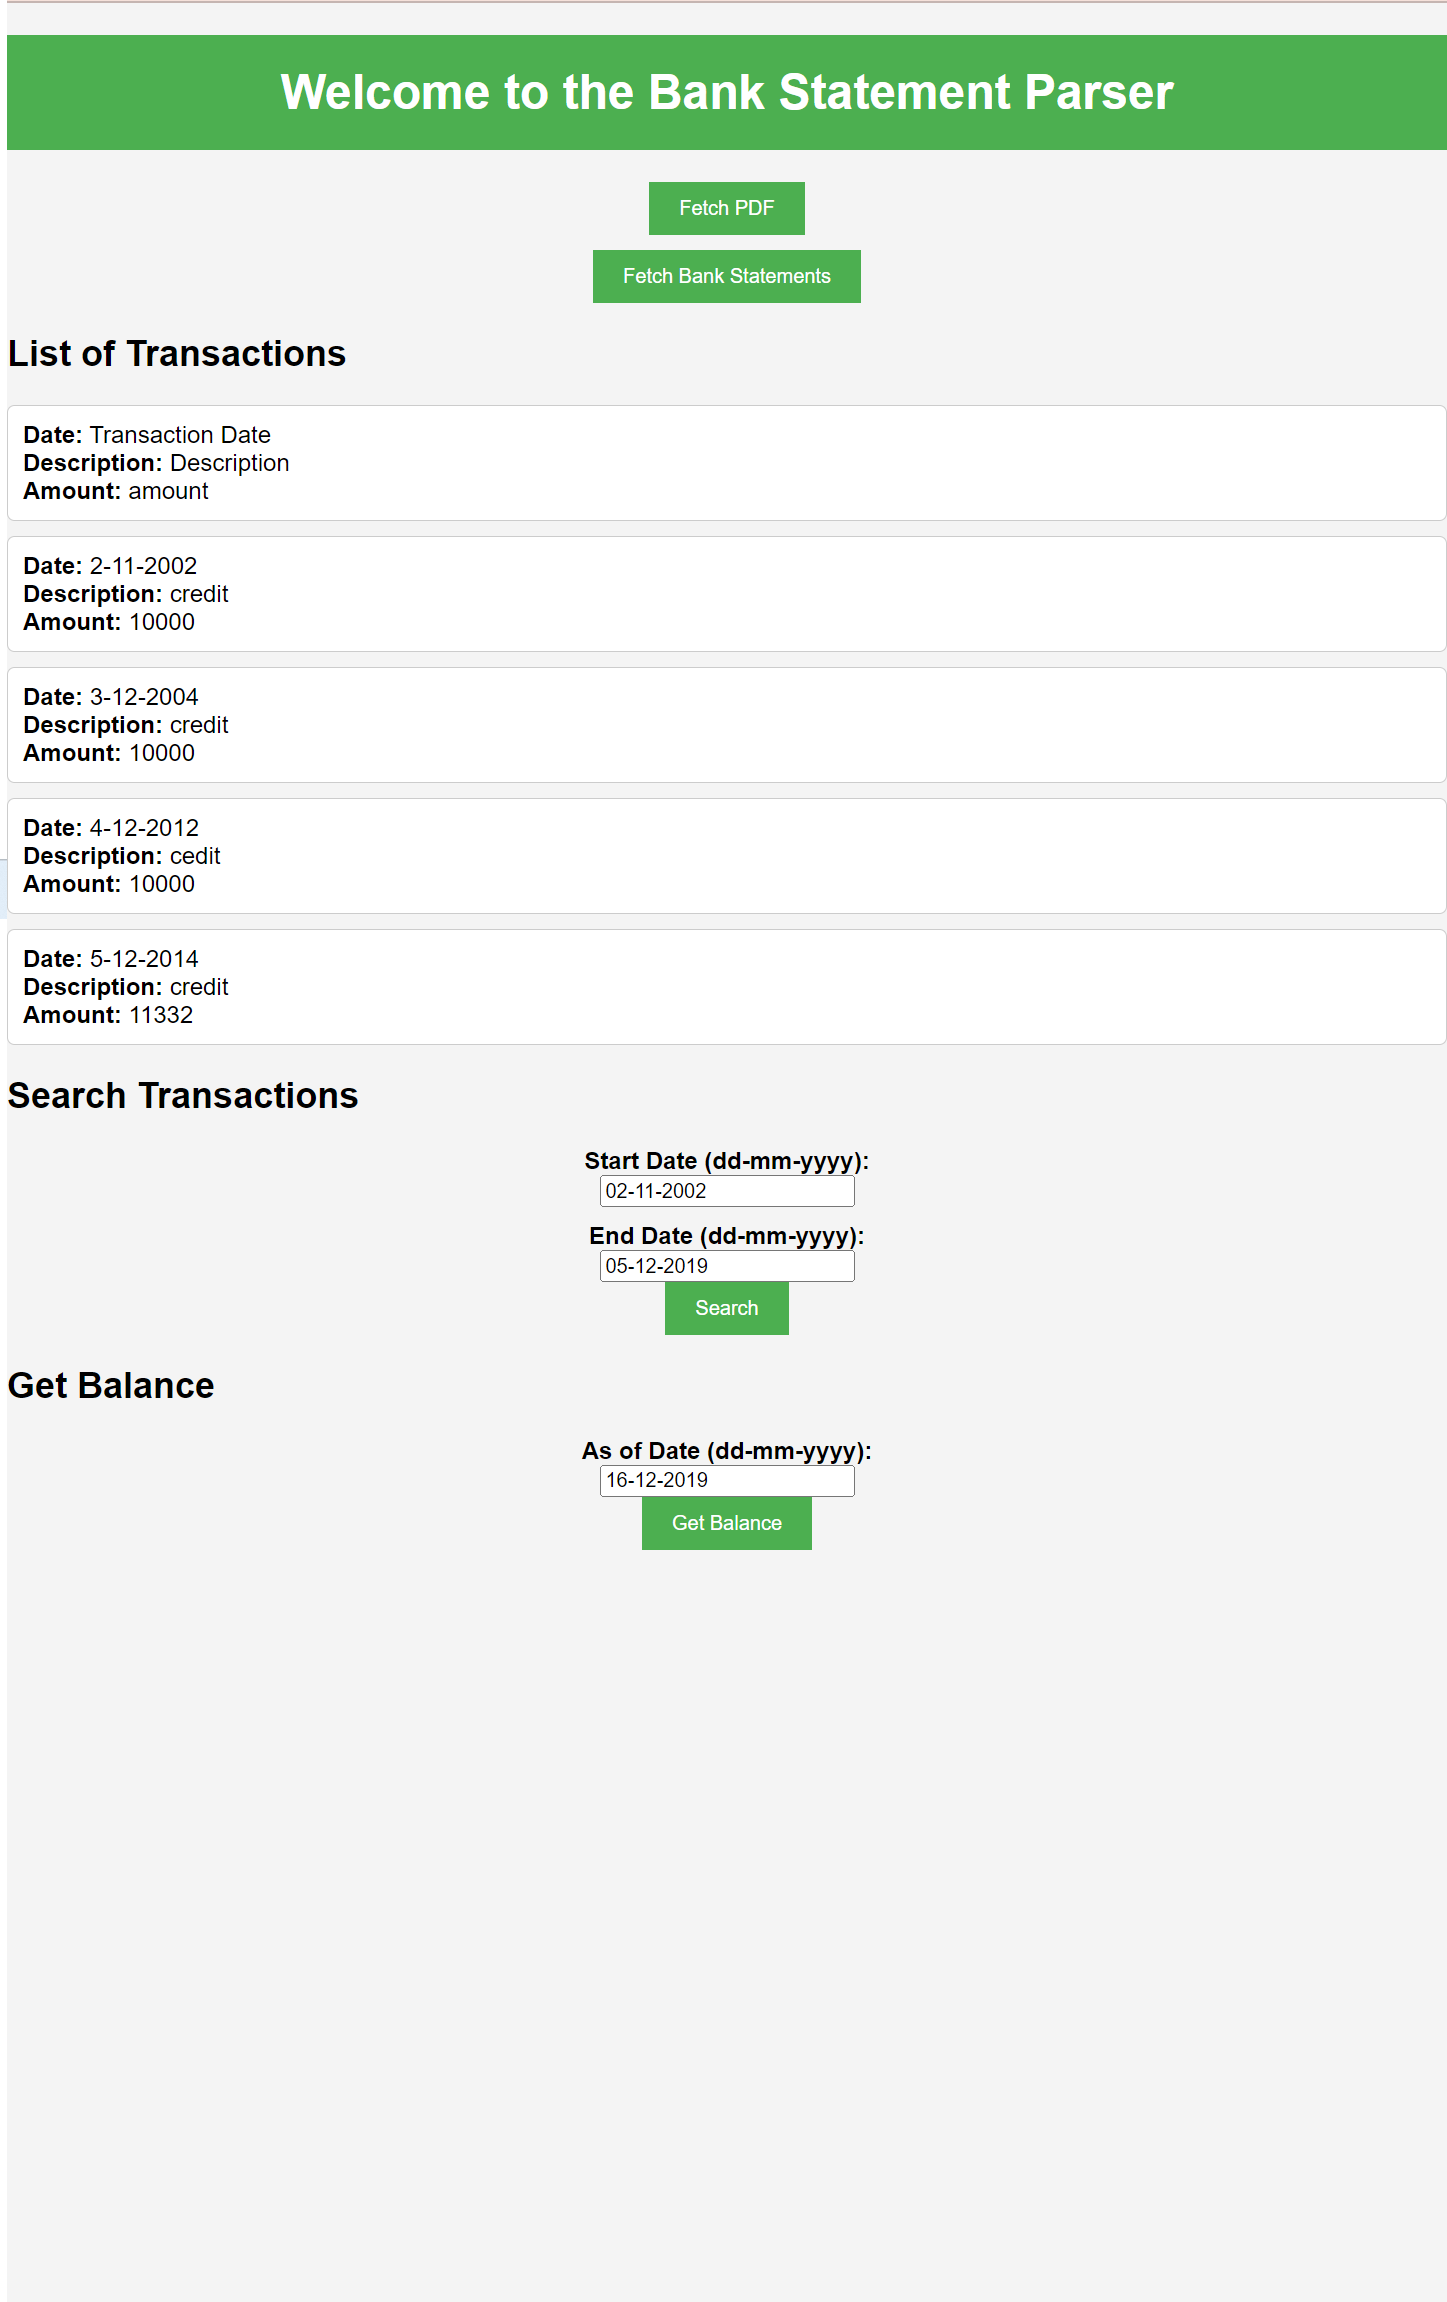 Welcome to the Bank Statement Parser
Fetch PDF
Fetch Bank Statements
List of Transactions
Date: Transaction Date
Description: Description
Amount: amount
Date: 2-11-2002
Description: credit
Amount: 10000
Date: 3-12-2004
Description: credit
Amount: 10000
Date: 4-12-2012
Description: cedit
Amount: 10000
Date: 5-12-2014
Description: credit
Amount: 11332
Search Transactions
Start Date (dd-mm-yyyy):
02-11-2002
End Date (dd-mm-yyyy):
05-12-2019
Search
Get Balance
As of Date (dd-mm-yyyy):
16-12-2019
Get Balance